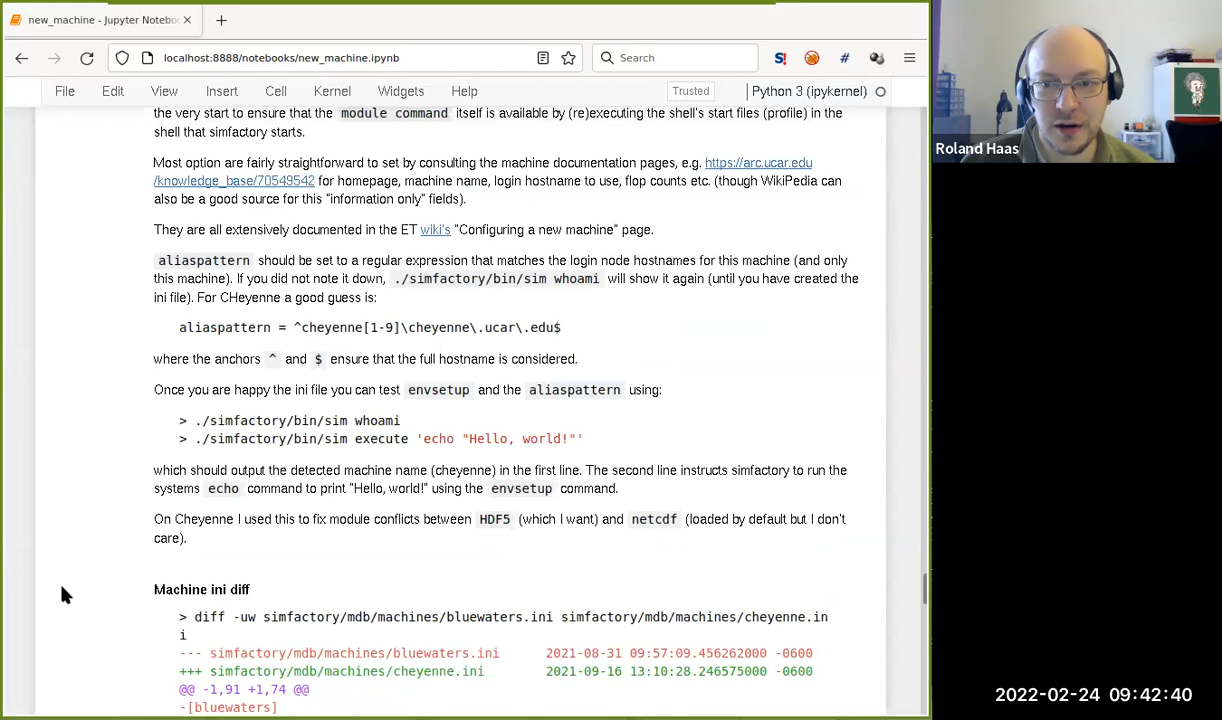 new_machine - Jupyter Noteboo
localhost:8888/notebooks/new_machine.ipynb
Search
S!
#
File Edit View Insert Cell Kernel Widgets Help
Trusted
Python 3 (ipykernel)
the very start to ensure that the module command itself is available by (re)executing the shell's start files (profile) in the
shell that simfactory starts.
Most option are fairly straightforward to set by consulting the machine documentation pages, e.g. https://arc.ucar.edu
/knowledge_base/70549542 for homepage, machine name, login hostname to use, flop counts etc. (though WikiPedia can
also be a good source for this "information only" fields).
They are all extensively documented in the ET wiki's "Configuring a new machine" page.
aliaspattern should be set to a regular expression that matches the login node hostnames for this machine (and only
this machine). If you did not note it down, ./simfactory/bin/sim whoami will show it again (until you have created the
ini file). For CHeyenne a good guess is:
aliaspattern = ^cheyenne[1-9]\cheyenne\.ucar\.edu$
where the anchors ^ and $ ensure that the full hostname is considered.
Once you are happy the ini file you can test envsetup and the aliaspattern using:
> ./simfactory/bin/sim whoami
> ./simfactory/bin/sim execute 'echo "Hello, world!"'
which should output the detected machine name (cheyenne) in the first line. The second line instructs simfactory to run the
systems echo command to print "Hello, world!" using the envsetup command.
On Cheyenne I used this to fix module conflicts between HDF5 (which I want) and netcdf (loaded by default but I don't
care).
Machine ini diff
> diff -uw simfactory/mdb/machines/bluewaters.ini simfactory/mdb/machines/cheyenne.in
i
--- simfactory/mdb/machines/bluewaters.ini 2021-08-31 09:57:09.456262000 -0600
+++ simfactory/mdb/machines/cheyenne.ini 2021-09-16 13:10:28.246575000 -0600
@@ -1,91 +1,74 @@
-[bluewaters]
Roland Haas
2022-02-24 09:42:40